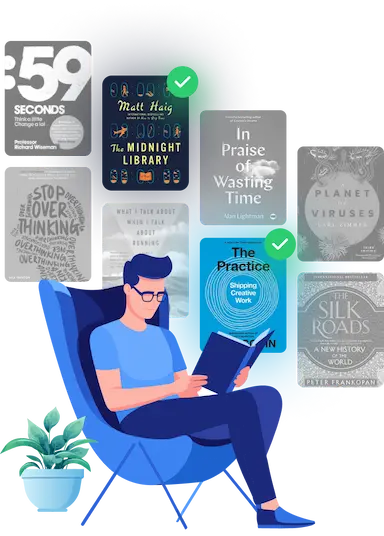 :59
SECONDS
Think a little
Change a lot
Professor
Richard Wiseman
Matt Haig
The MIDNIGHT
LIBRARY
In
Praise
of
Wasting
Time
Alan Lightman
PLANET
OF
VIRUSES
STOP
OVER
THINKING
OVERTHINKING
WHAT I TALK ABOUT
WHEN I TALK
ABOUT
RUNNING
The
Practice
Shipping
Creative
Work
THE
SILK
ROADS
A NEW HISTORY
OF THE
WORLD
PETER FRANKOPAN